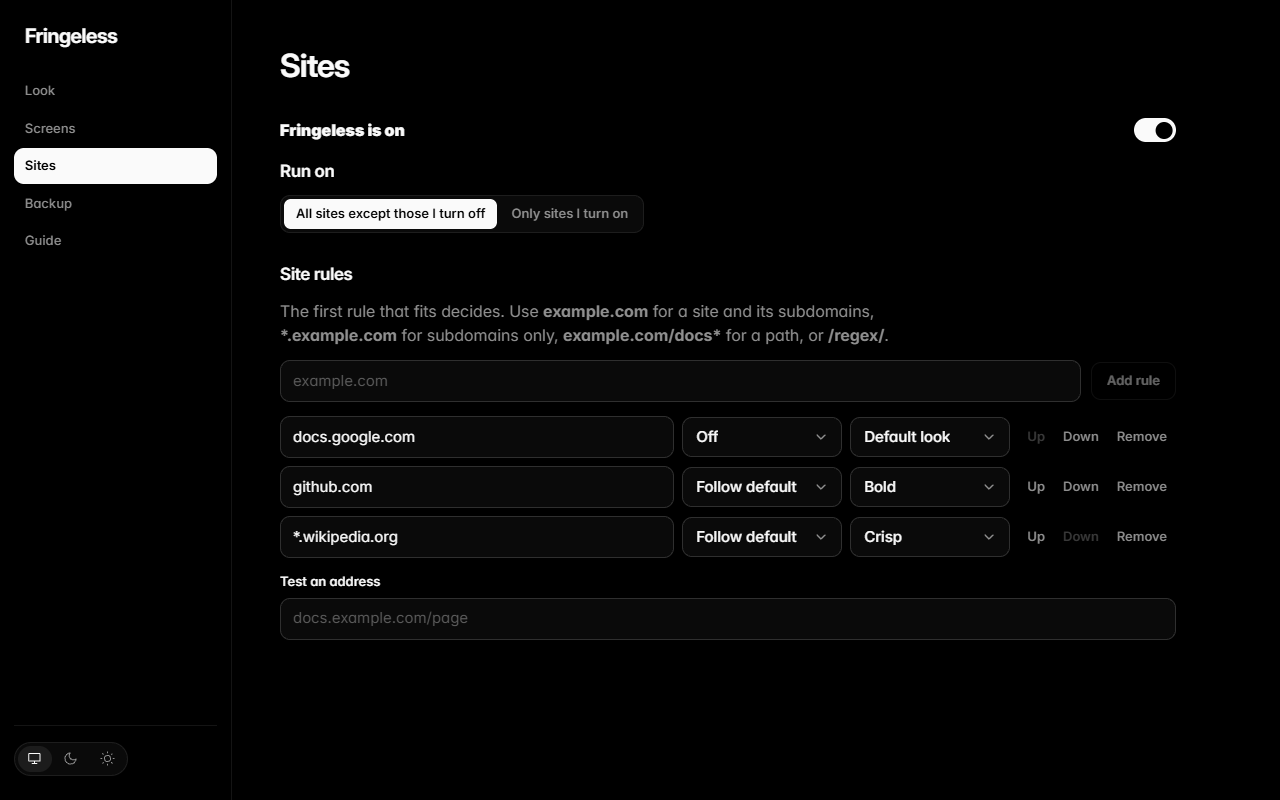 Fringeless
Look
Screens
Sites
Backup
Guide
Sites
Fringeless is on
Run on
All sites except those I turn off
Only sites I turn on
Site rules
The first rule that fits decides. Use example.com for a site and its subdomains,
*.example.com for subdomains only, example.com/docs* for a path, or /regex/.
example.com
Add rule
docs.google.com Off Default look Up Down Remove
github.com Follow default Bold Up Down Remove
*.wikipedia.org Follow default Crisp Up Down Remove
Test an address
docs.example.com/page